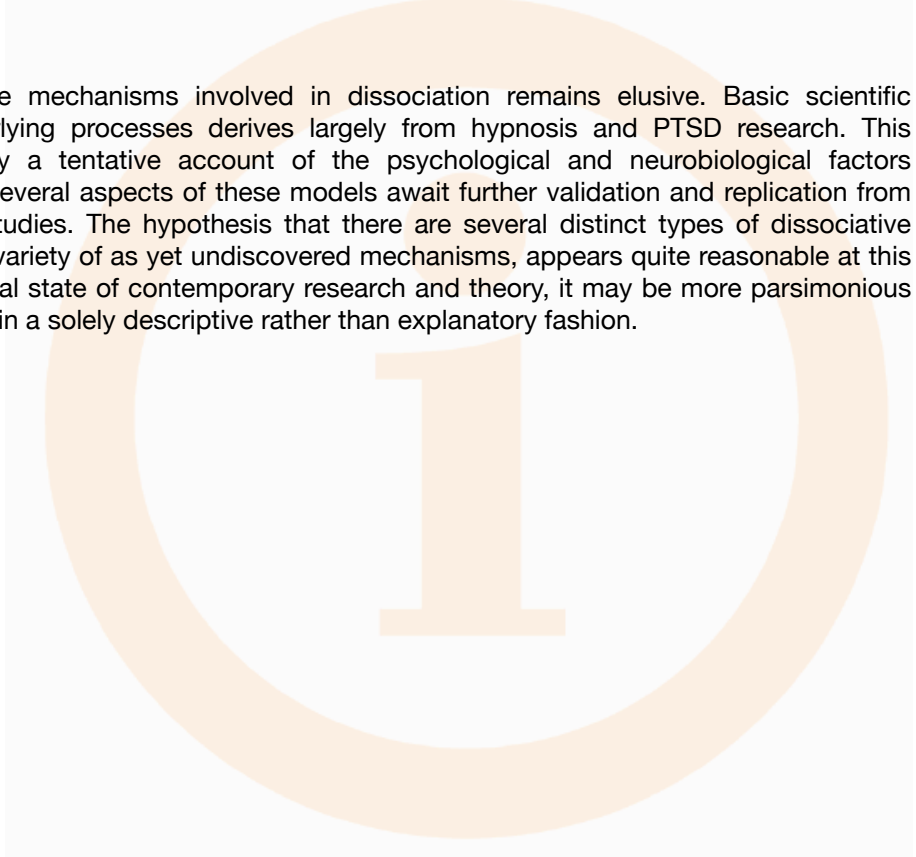 e mechanisms involved in dissociation remains elusive. Basic scientific
rlying processes derives largely from hypnosis and PTSD research. This
y a tentative account of the psychological and neurobiological factors
everal aspects of these models await further validation and replication from
tudies. The hypothesis that there are several distinct types of dissociative
variety of as yet undiscovered mechanisms, appears quite reasonable at this
al state of contemporary research and theory, it may be more parsimonious
in a solely descriptive rather than explanatory fashion.